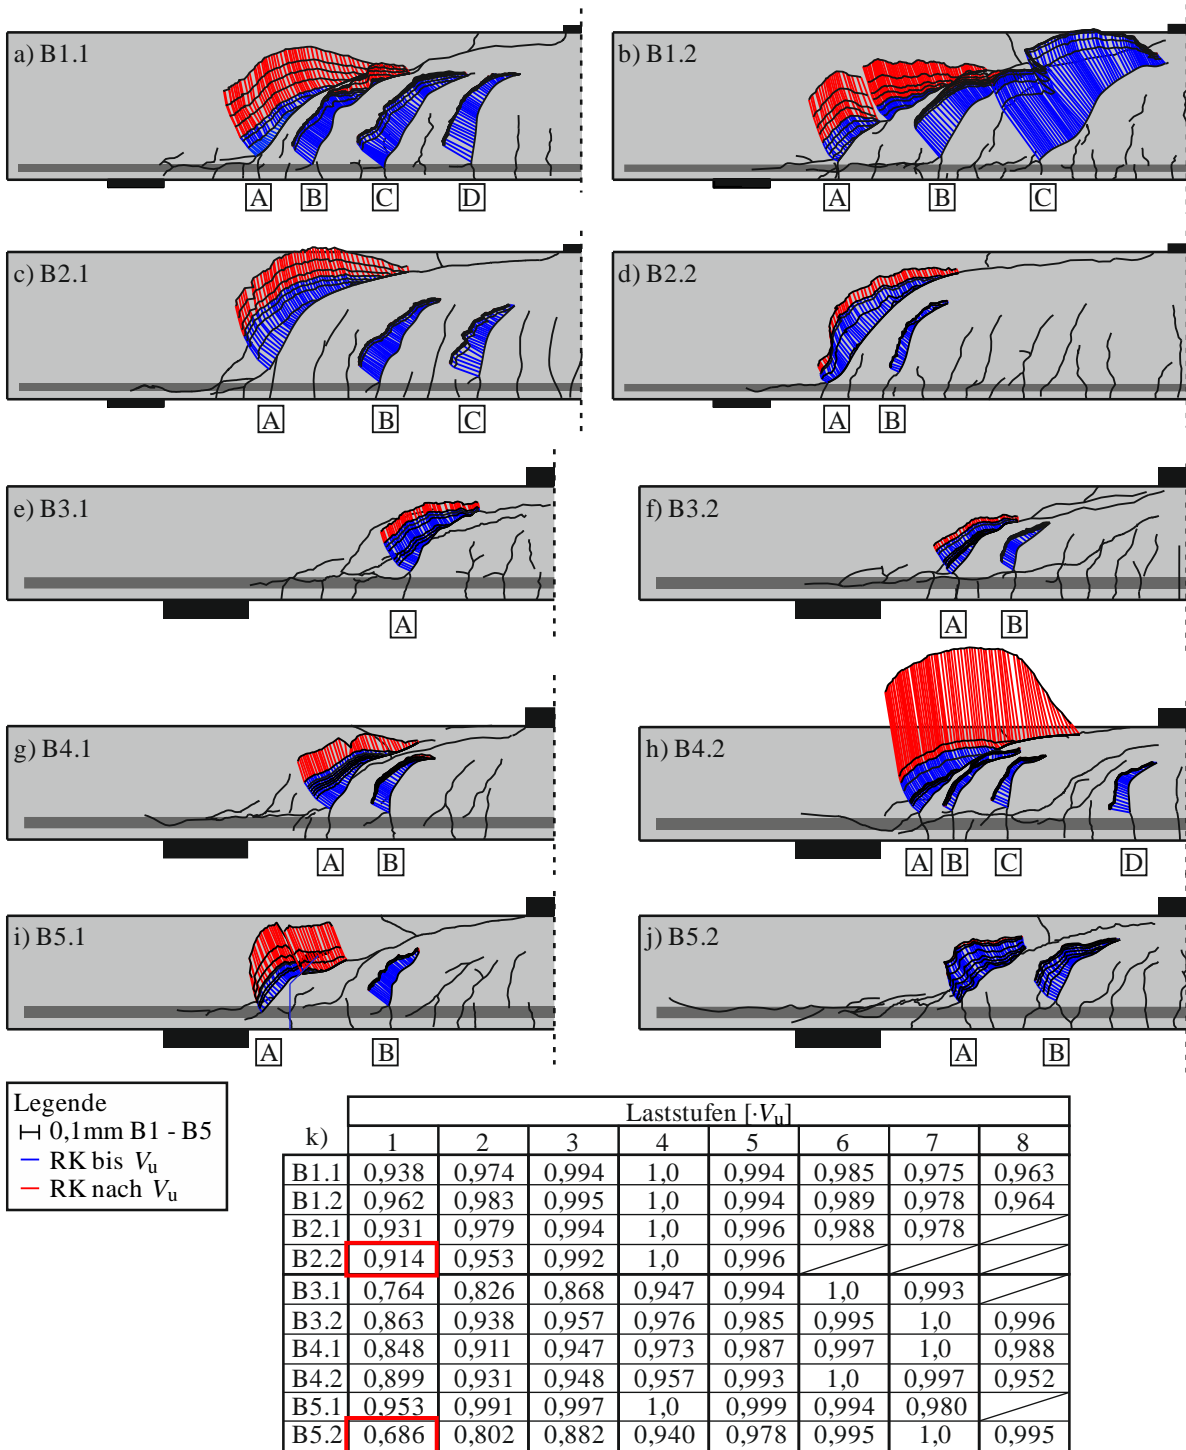 a) B1.1
A B C D
b) B1.2
A B C
c) B2.1
A B C
d) B2.2
A B
e) B3.1
A
f) B3.2
A B
g) B4.1
A B
h) B4.2
A B C D
i) B5.1
A B
j) B5.2
A B
Legende
0,1mm B1 - B5
RK bis Vu
RK nach Vu
k) Laststufen [·Vu]
1 2 3 4 5 6 7 8
B1.1 0,938 0,974 0,994 1,0 0,994 0,985 0,975 0,963
B1.2 0,962 0,983 0,995 1,0 0,994 0,989 0,978 0,964
B2.1 0,931 0,979 0,994 1,0 0,996 0,988 0,978
B2.2 0,914 0,953 0,992 1,0 0,996
B3.1 0,764 0,826 0,868 0,947 0,994 1,0 0,993
B3.2 0,863 0,938 0,957 0,976 0,985 0,995 1,0 0,996
B4.1 0,848 0,911 0,947 0,973 0,987 0,997 1,0 0,988
B4.2 0,899 0,931 0,948 0,957 0,993 1,0 0,997 0,952
B5.1 0,953 0,991 0,997 1,0 0,999 0,994 0,980
B5.2 0,686 0,802 0,882 0,940 0,978 0,995 1,0 0,995